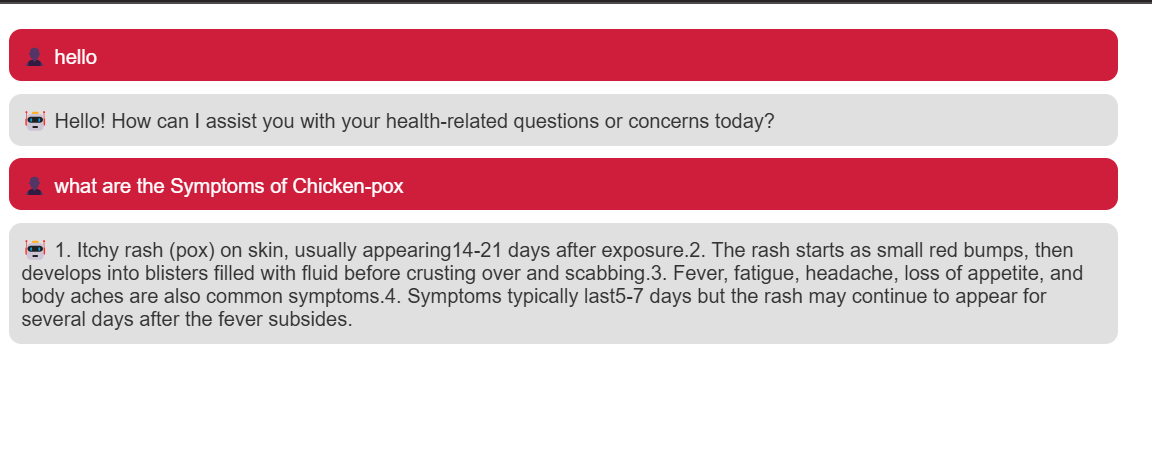 hello
Hello! How can I assist you with your health-related questions or concerns today?
what are the Symptoms of Chicken-pox
1. Itchy rash (pox) on skin, usually appearing14-21 days after exposure.2. The rash starts as small red bumps, then
develops into blisters filled with fluid before crusting over and scabbing.3. Fever, fatigue, headache, loss of appetite, and
body aches are also common symptoms.4. Symptoms typically last5-7 days but the rash may continue to appear for
several days after the fever subsides.